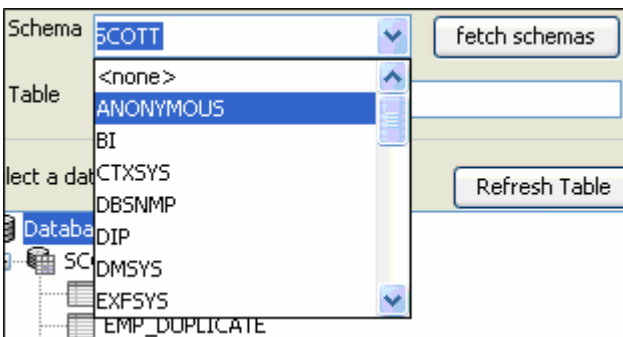 Schema SCOTT fetch schemas
<none>
Table
ANONYMOUS
BI
lect a dat
CTXSYS
Refresh Table
DBSNMP
Databa
DIP
SC
DMSYS
EXFSYS
EMP_DUPLICATE